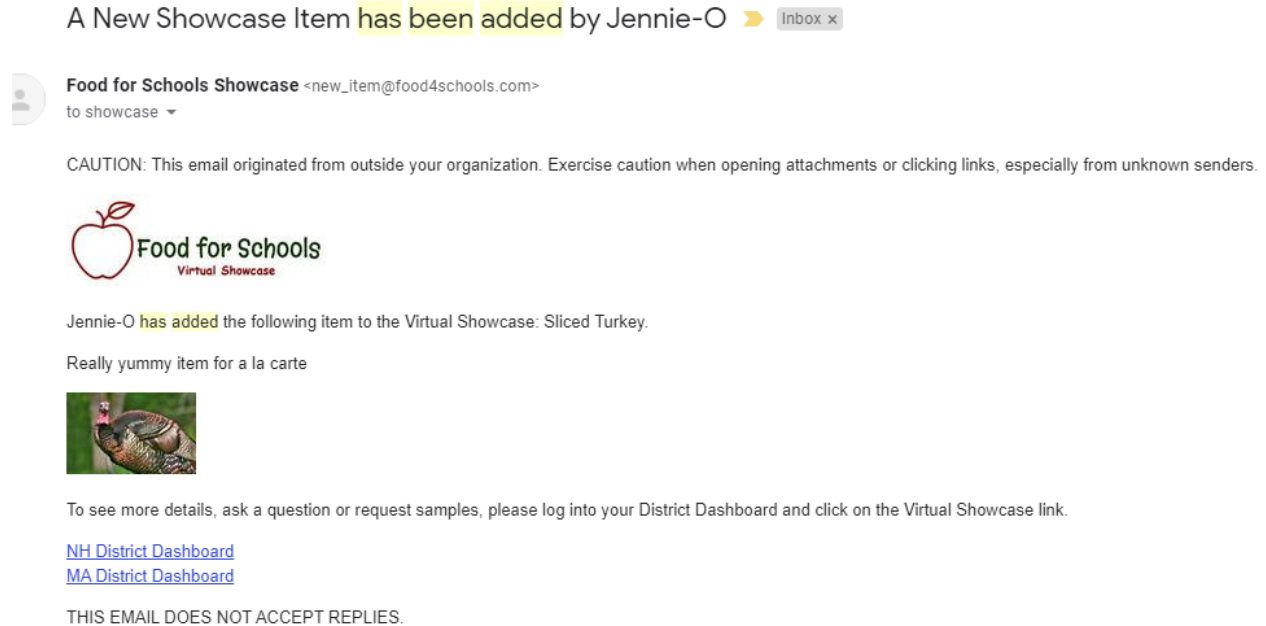 A New Showcase Item has been added by Jennie-O Inbox x
Food for Schools Showcase <new_item@food4schools.com>
to showcase
CAUTION: This email originated from outside your organization. Exercise caution when opening attachments or clicking links, especially from unknown senders.
Food for Schools
Virtual Showcase
Jennie-O has added the following item to the Virtual Showcase: Sliced Turkey.
Really yummy item for a la carte
To see more details, ask a question or request samples, please log into your District Dashboard and click on the Virtual Showcase link.
NH District Dashboard
MA District Dashboard
THIS EMAIL DOES NOT ACCEPT REPLIES.